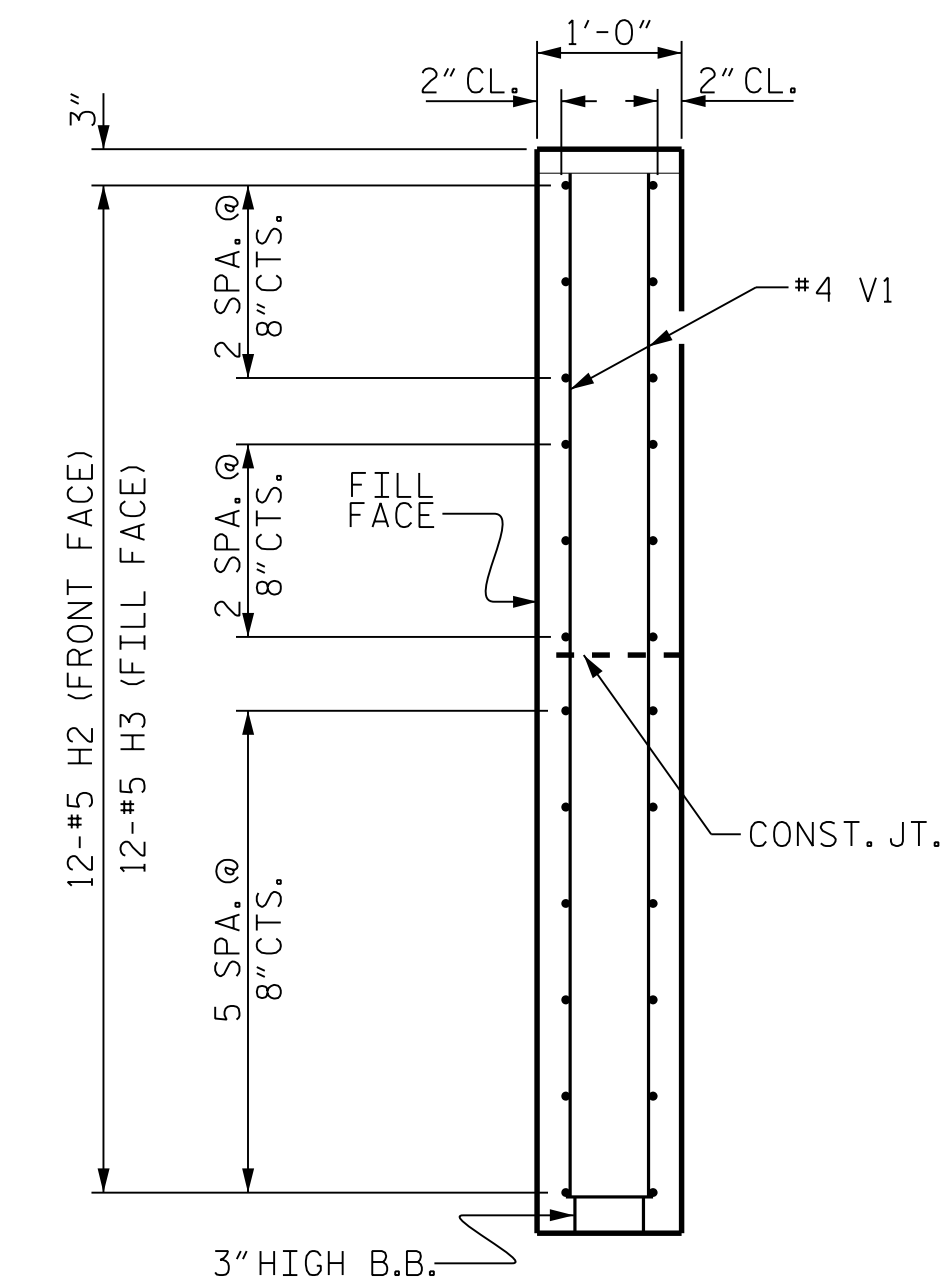 1'-0"
2" CL.
2" CL.
3"
2 SPA. @
8" CTS.
#4 V1
2 SPA. @
8" CTS.
FILL
FACE
12-#5 H2 (FRONT FACE)
12-#5 H3 (FILL FACE)
CONST. JT.
5 SPA. @
8" CTS.
3" HIGH B.B.